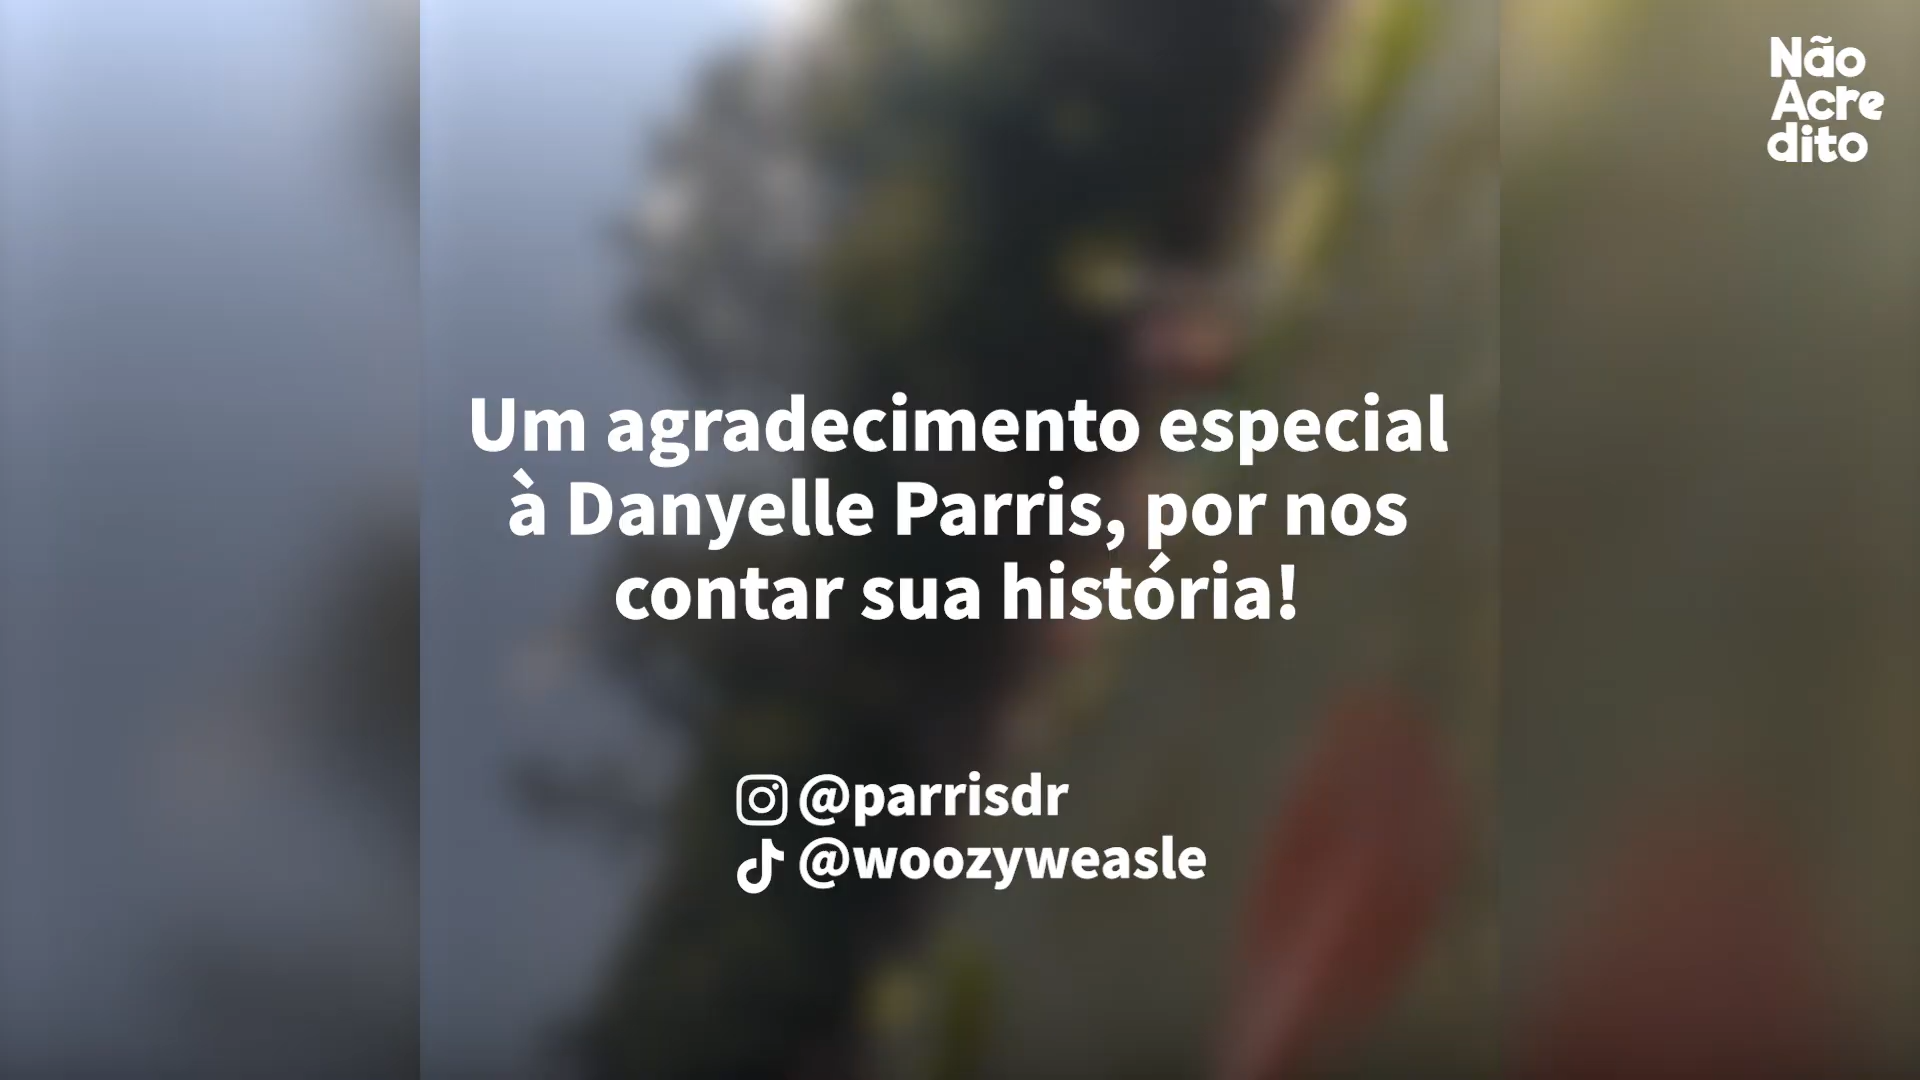 Não
Acre
dito
Um agradecimento especial
à Danyelle Parris, por nos
contar sua história!
@parrisdr
@woozyweasle